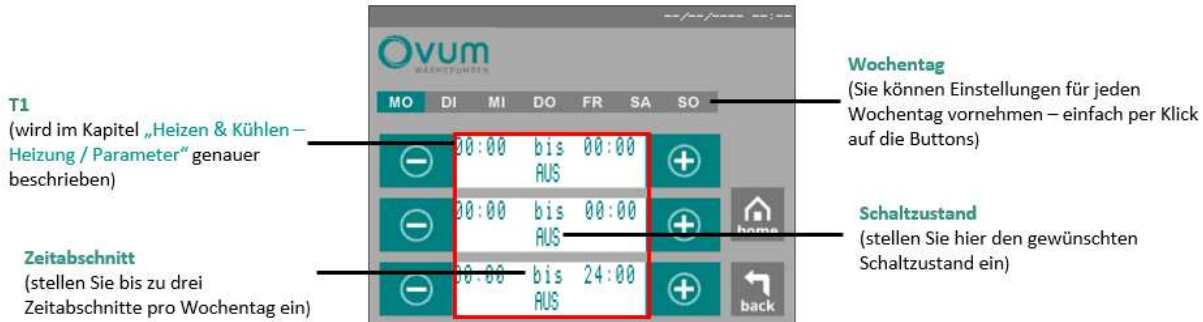 --/--/---- --:--
Ovum
WÄRMEPUMPEN
MO DI MI DO FR SA SO
T1
(wird im Kapitel „Heizen & Kühlen –
Heizung / Parameter“ genauer
beschrieben)
Zeitabschnitt
(stellen Sie bis zu drei
Zeitabschnitte pro Wochentag ein)
00:00 bis 00:00
AUS
00:00 bis 00:00
AUS
00:00 bis 24:00
AUS
home
back
Wochentag
(Sie können Einstellungen für jeden
Wochentag vornehmen – einfach per Klick
auf die Buttons)
Schaltzustand
(stellen Sie hier den gewünschten
Schaltzustand ein)